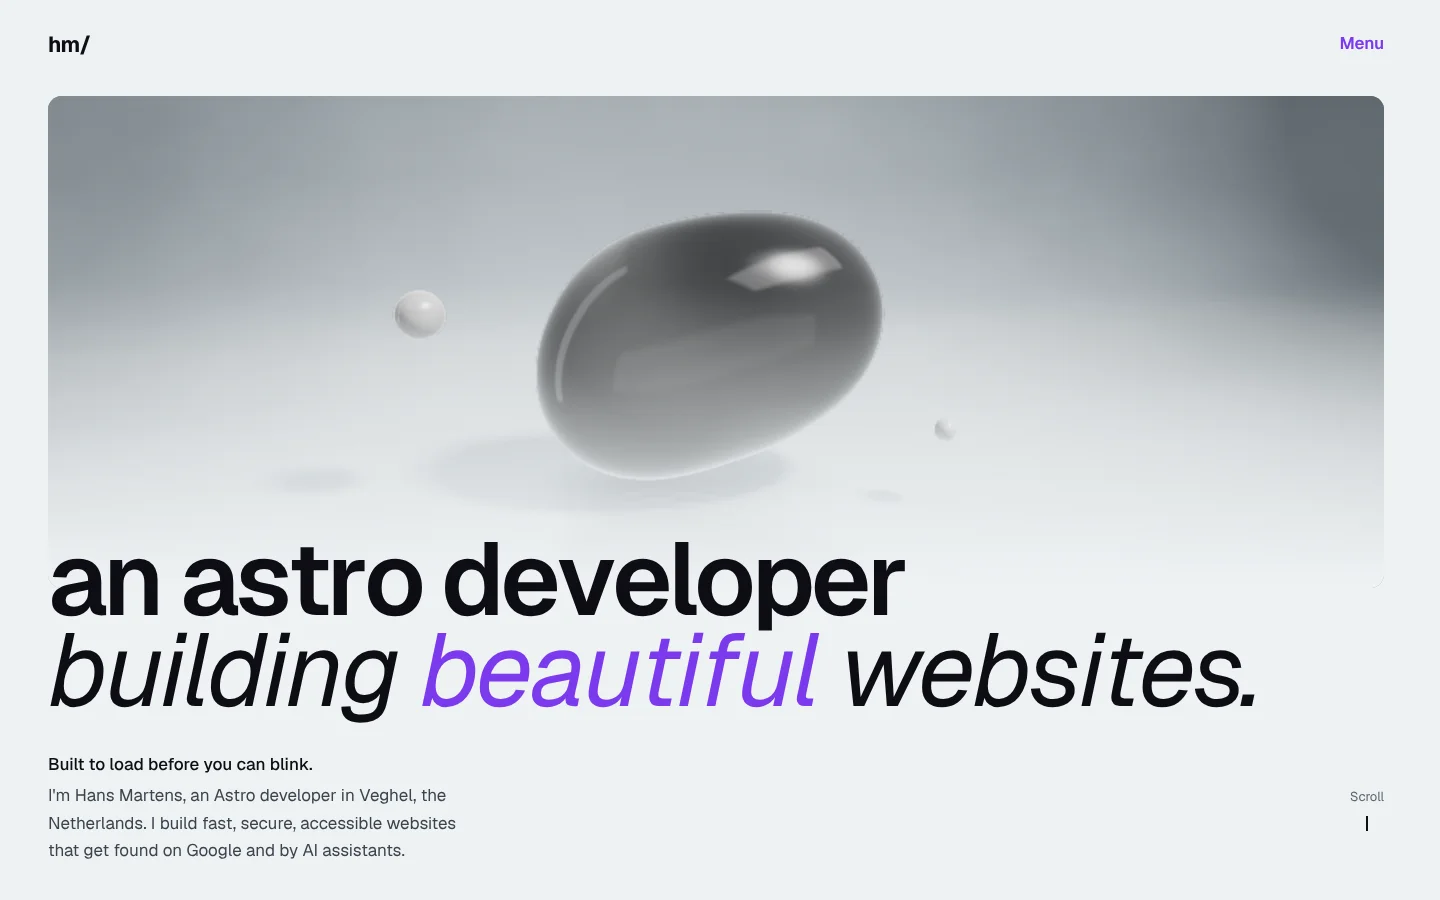 hm/
Menu
an astro developer
building beautiful websites.
Built to load before you can blink.
I'm Hans Martens, an Astro developer in Veghel, the
Netherlands. I build fast, secure, accessible websites
that get found on Google and by AI assistants.
Scroll